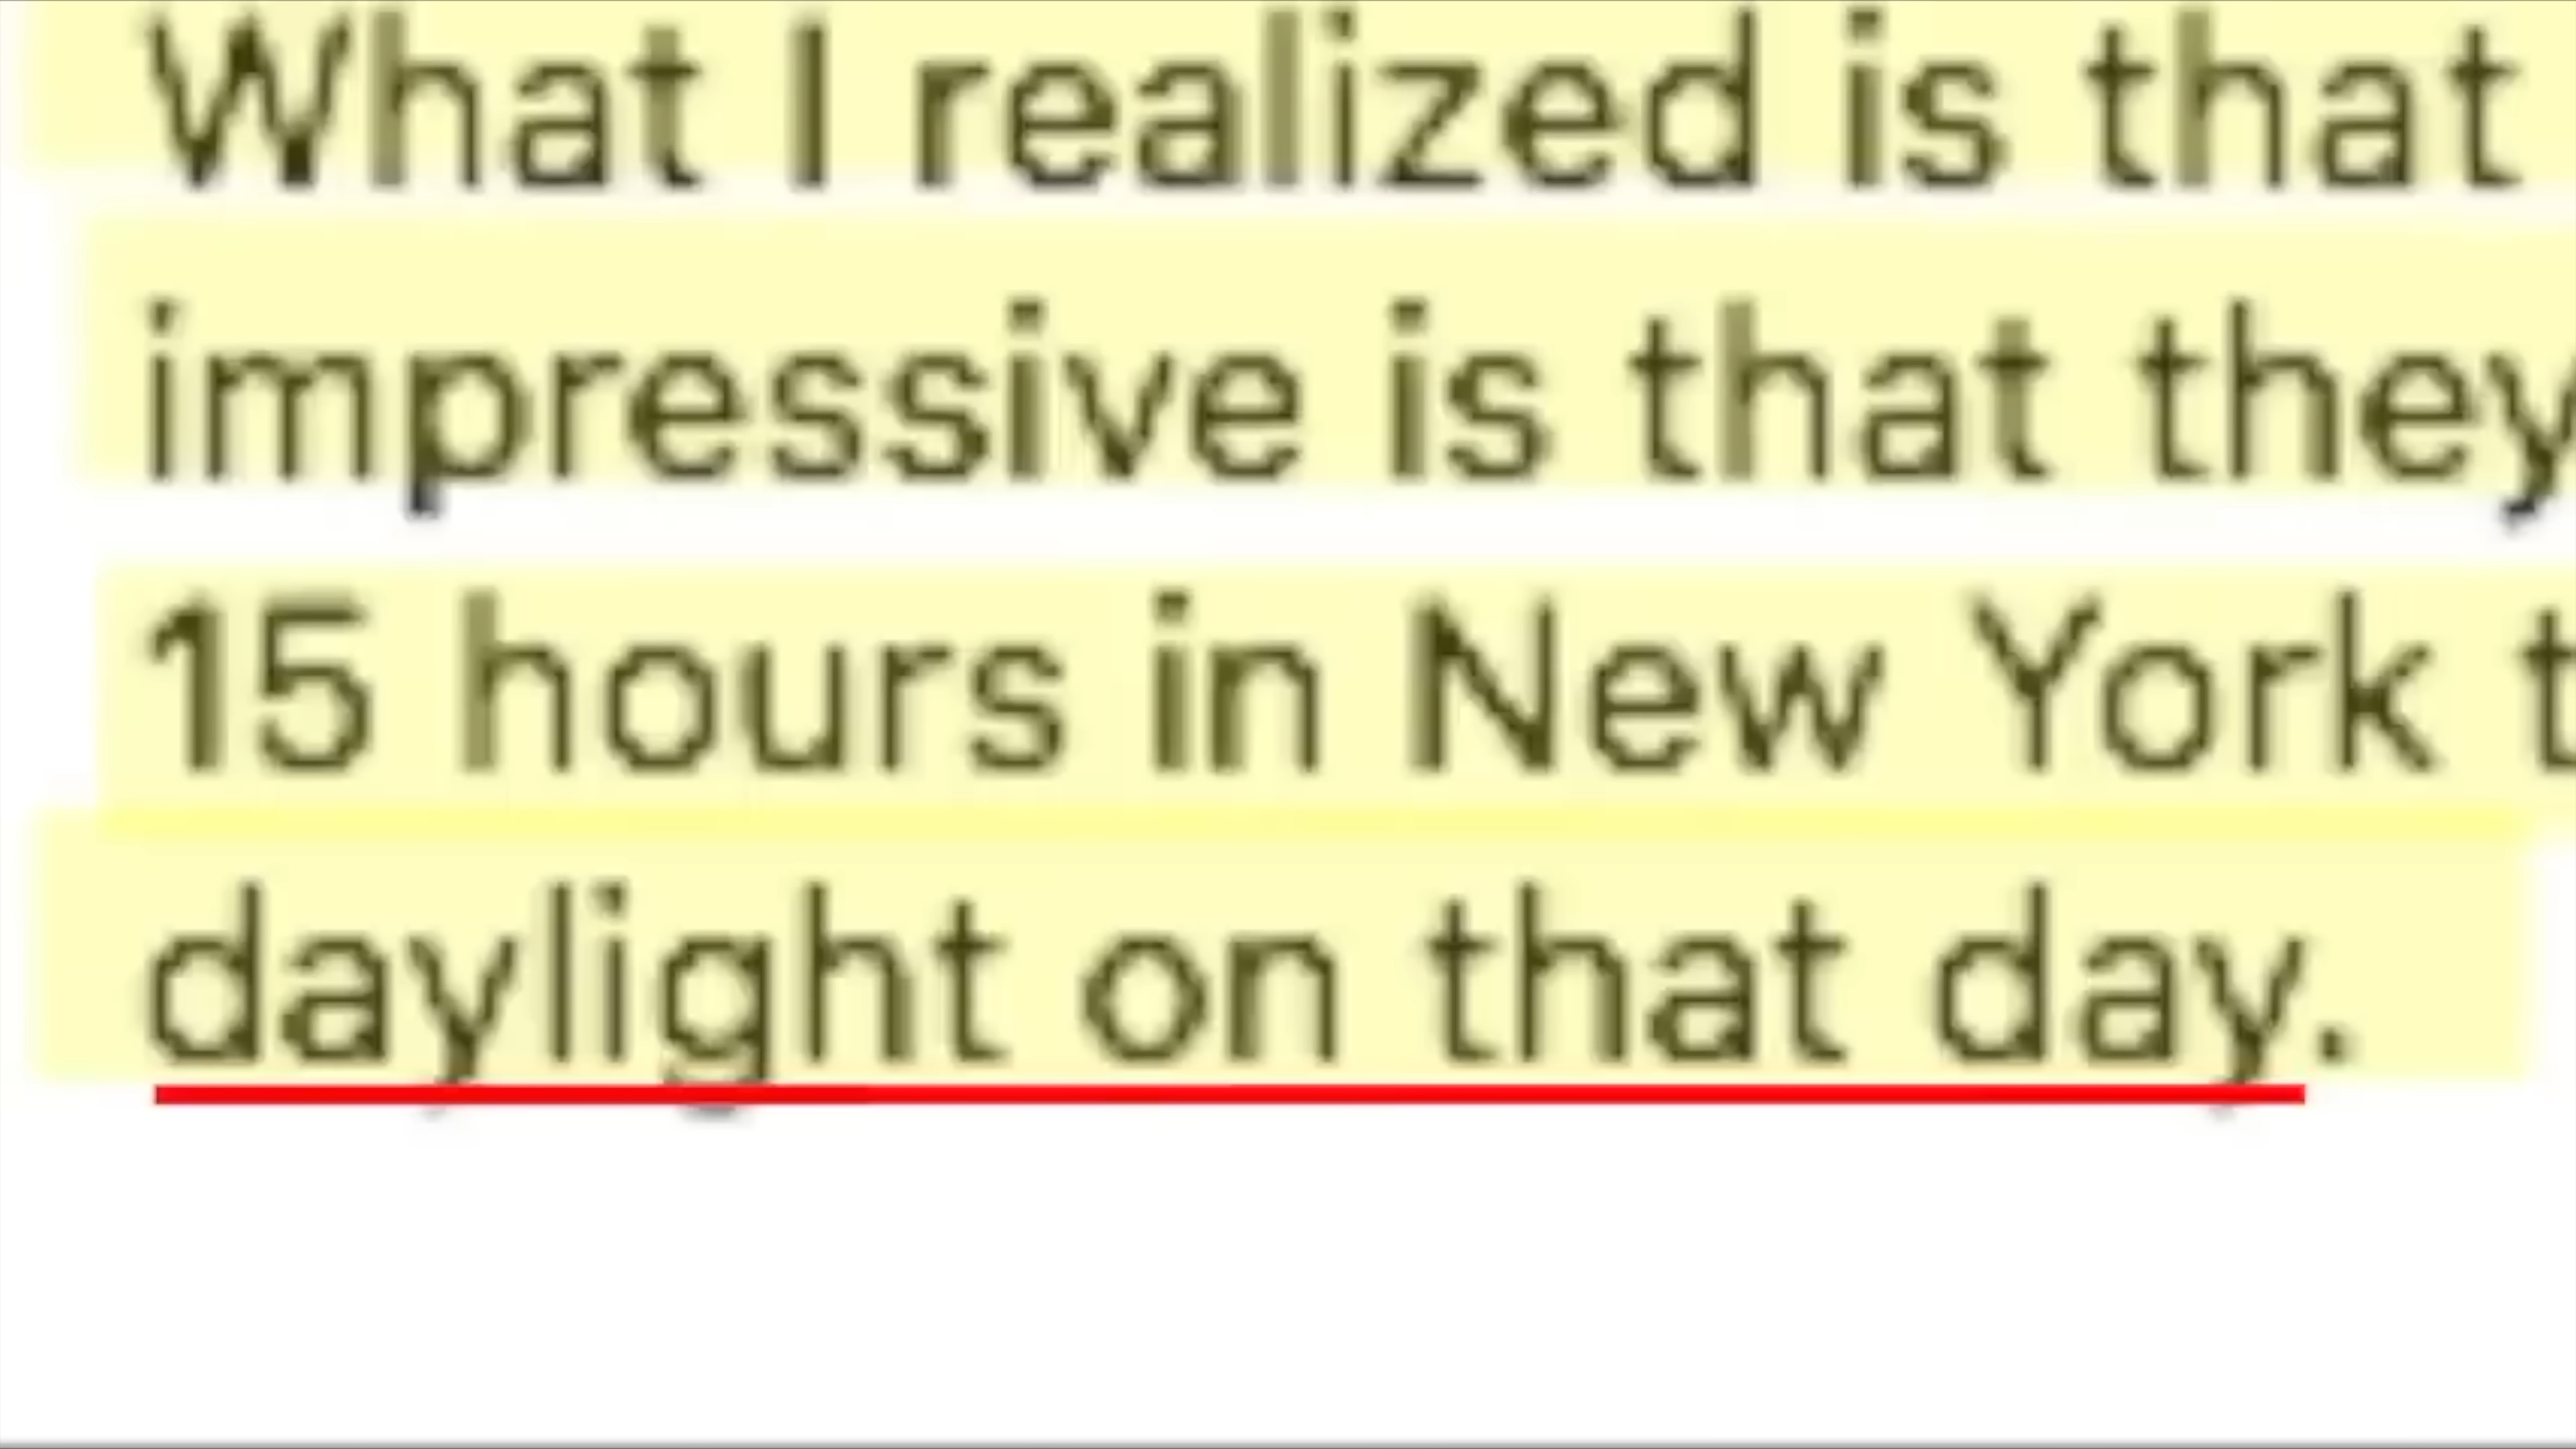 What I realized is that
impressive is that they
15 hours in New York t
daylight on that day.